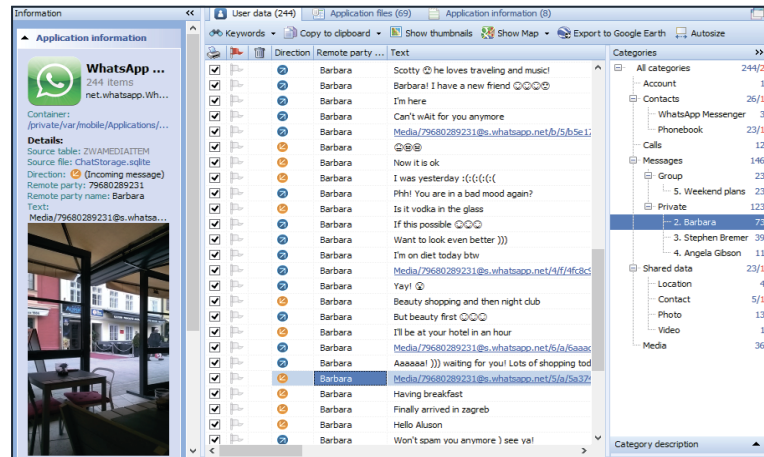 Information
<<
User data (244)
Application files (69)
Application information (8)
Keywords
Copy to clipboard
Show thumbnails
Show Map
Export to Google Earth
Autosize
Application information
WhatsApp ...
244 items
net.whatsapp.Wh...
Container:
/private/var/mobile/Applications/...
Details:
Source table: ZWAMEDIAITEM
Source file: ChatStorage.sqlite
Direction: (Incoming message)
Remote party: 79680289231
Remote party name: Barbara
Text:
Media/79680289231@s.whatsa...
Direction Remote party ... Text
Barbara Scotty 😍 he loves traveling and music!
Barbara Barbara! I have a new friend ☺☺☺😍
Barbara I'm here
Barbara Can't wAit for you anymore
Barbara Media/79680289231@s.whatsapp.net/b/5/b5e17
Barbara
Barbara Now it is ok
Barbara I was yesterday :(:(:(:(:(
Barbara Phh! You are in a bad mood again?
Barbara Is it vodka in the glass
Barbara If this possible ☺☺☺
Barbara Want to look even better )))
Barbara I'm on diet today btw
Barbara Media/79680289231@s.whatsapp.net/4/f/4fc8c9
Barbara Yay!
Barbara Beauty shopping and then night club
Barbara But beauty first ☺☺☺
Barbara I'll be at your hotel in an hour
Barbara Media/79680289231@s.whatsapp.net/6/a/6aaac
Barbara Aaaaaa! ))) waiting for you! Lots of shopping tod
Barbara Media/79680289231@s.whatsapp.net/5/a/5a374
Barbara Having breakfast
Barbara Finally arrived in zagreb
Barbara Hello Aluson
Barbara Won't spam you anymore ) see ya!
Categories >>
All categories 244/2
Account 1
Contacts 26/1
WhatsApp Messenger 3
Phonebook 23/1
Calls 12
Messages 146
Group 23
5. Weekend plans 23
Private 123
2. Barbara 73
3. Stephen Bremer 39
4. Angela Gibson 11
Shared data 23/1
Location 4
Contact 5/1
Photo 13
Video 1
Media 36
Category description